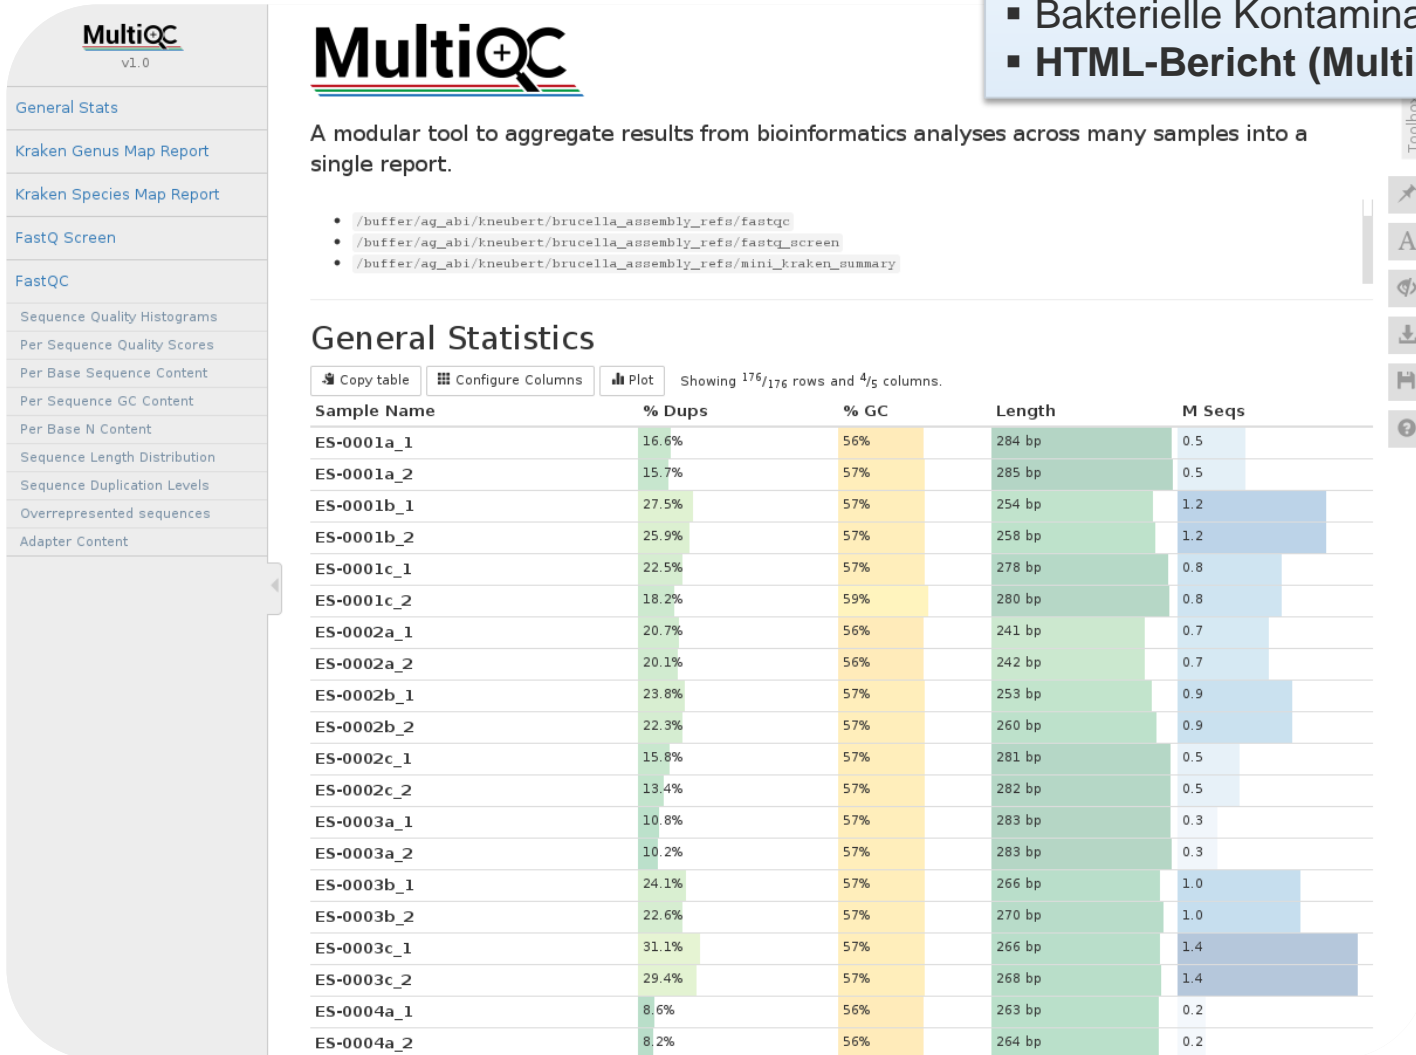 ▪ Bakterielle
▪ HTML-Bericht
MultiQC
v1.0
General Stats
Kraken Genus Map Report
Kraken Species Map Report
FastQ Screen
FastQC
Sequence Quality Histograms
Per Sequence Quality Scores
Per Base Sequence Content
Per Sequence GC Content
Per Base N Content
Sequence Length Distribution
Sequence Duplication Levels
Overrepresented sequences
Adapter Content
MultiQC
Toolbox
A modular tool to aggregate results from bioinformatics analyses across many samples into a
single report.
• /buffer/ag_abi/kneubert/brucella_assembly_refs/fastqc
• /buffer/ag_abi/kneubert/brucella_assembly_refs/fastq_screen
• /buffer/ag_abi/kneubert/brucella_assembly_refs/mini_kraken_summary
General Statistics
Copy table Configure Columns Plot Showing 176/176 rows and 4/5 columns.
Sample Name % Dups % GC Length M Seqs
ES-0001a_1 16.6% 56% 284 bp 0.5
ES-0001a_2 15.7% 57% 285 bp 0.5
ES-0001b_1 27.5% 57% 254 bp 1.2
ES-0001b_2 25.9% 57% 258 bp 1.2
ES-0001c_1 22.5% 57% 278 bp 0.8
ES-0001c_2 18.2% 59% 280 bp 0.8
ES-0002a_1 20.7% 56% 241 bp 0.7
ES-0002a_2 20.1% 56% 242 bp 0.7
ES-0002b_1 23.8% 57% 253 bp 0.9
ES-0002b_2 22.3% 57% 260 bp 0.9
ES-0002c_1 15.8% 57% 281 bp 0.5
ES-0002c_2 13.4% 57% 282 bp 0.5
ES-0003a_1 10.8% 57% 283 bp 0.3
ES-0003a_2 10.2% 57% 283 bp 0.3
ES-0003b_1 24.1% 57% 266 bp 1.0
ES-0003b_2 22.6% 57% 270 bp 1.0
ES-0003c_1 31.1% 57% 266 bp 1.4
ES-0003c_2 29.4% 57% 268 bp 1.4
ES-0004a_1 8.6% 56% 263 bp 0.2
ES-0004a_2 8.2% 56% 264 bp 0.2